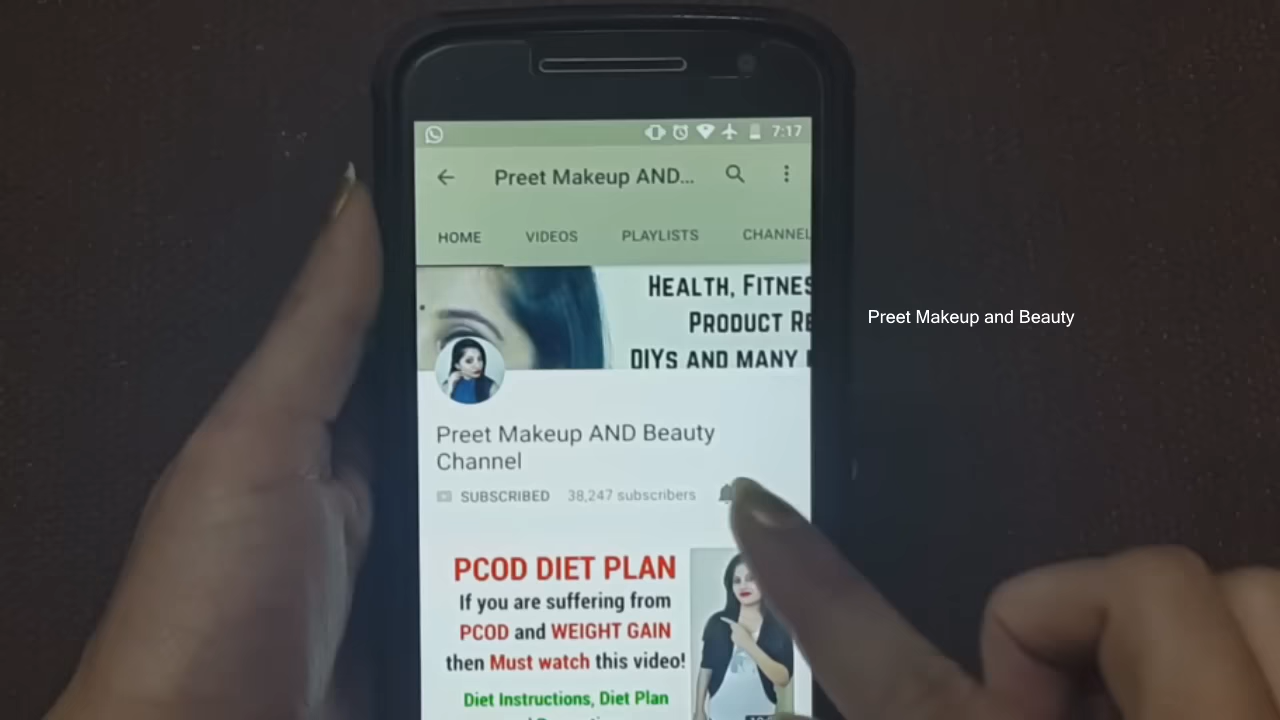 7:17
Preet Makeup AND...
HOME VIDEOS PLAYLISTS CHANNEL
HEALTH, FITNES
PRODUCT RE
DIYS AND MANY
Preet Makeup and Beauty
Preet Makeup AND Beauty
Channel
SUBSCRIBED 38,247 subscribers
PCOD DIET PLAN
If you are suffering from
PCOD and WEIGHT GAIN
then Must watch this video!
Diet Instructions, Diet Plan